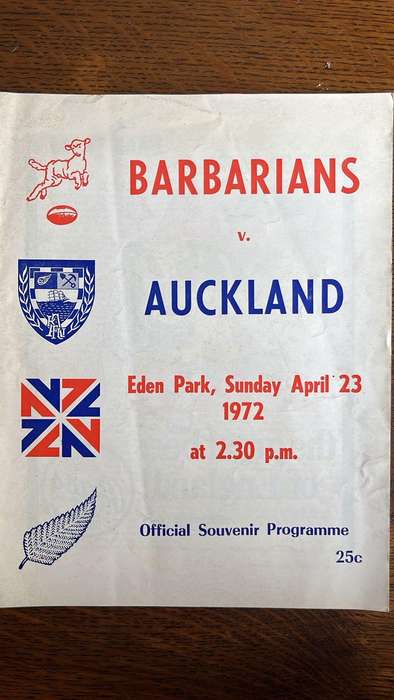 BARBARIANS
v.
AUCKLAND
Eden Park, Sunday April 23
1972
at 2.30 p.m.
Official Souvenir Programme
25c